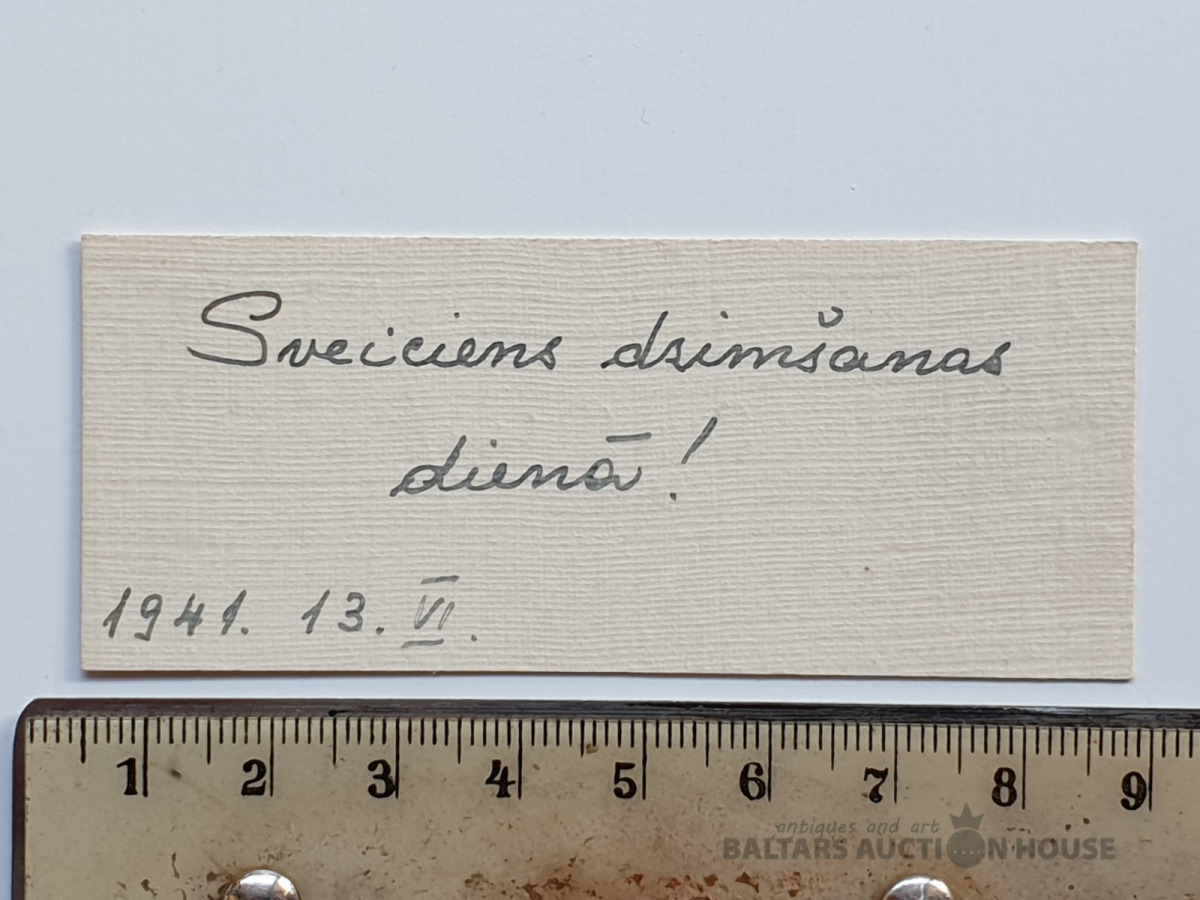 Sveiciens dzimšanas
dienā!
1941. 13. VI.
1 2 3 4 5 6 7 8 9
antiques and art
BALTARS AUCTION HOUSE